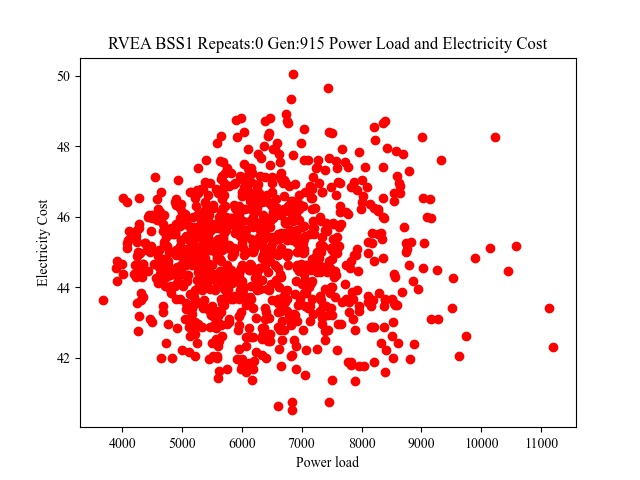 RVEA BSS1 Repeats:0 Gen:915 Power Load and Electricity Cost
50
48
46
44
42
Electricity Cost
4000 5000 6000 7000 8000 9000 10000 11000
Power load